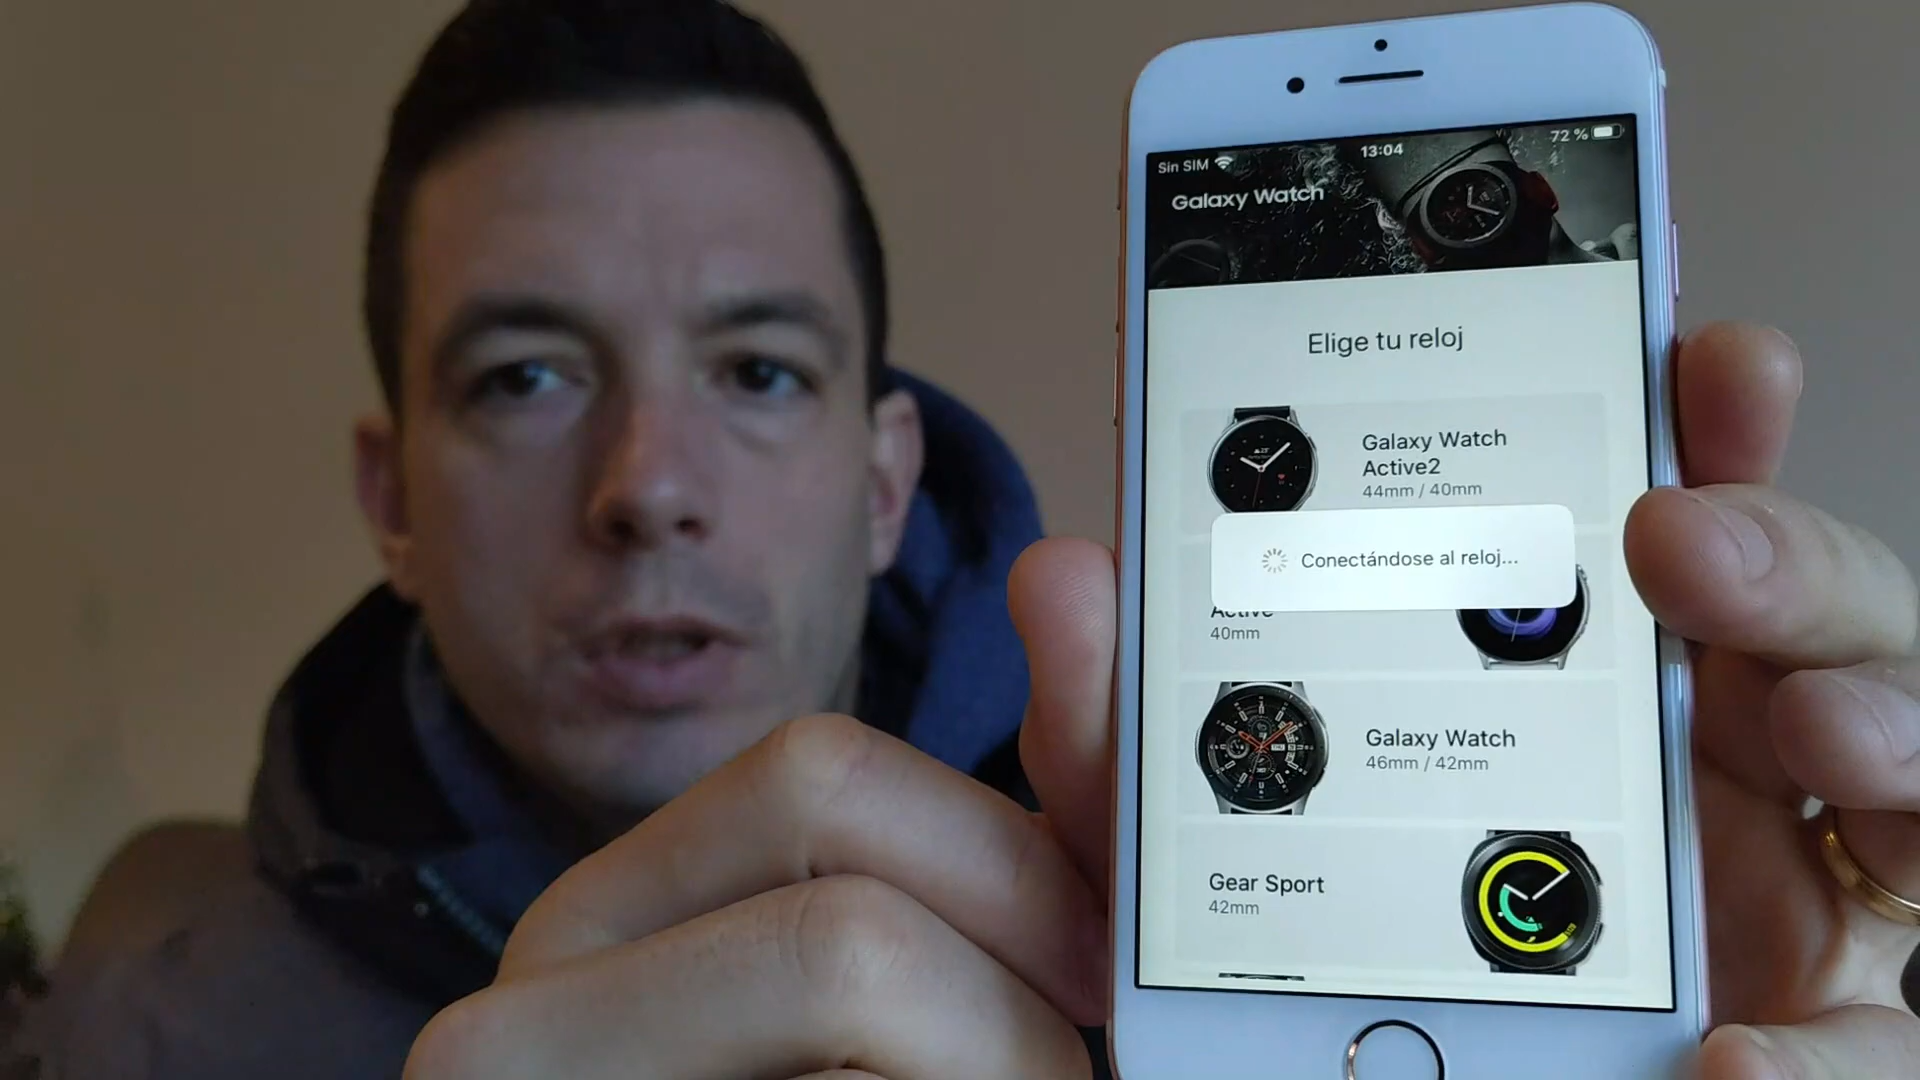 Sin SIM
13:04
72 %
Galaxy Watch
Elige tu reloj
Galaxy Watch
Active2
44mm / 40mm
Conectándose al reloj...
Active
40mm
Galaxy Watch
46mm / 42mm
Gear Sport
42mm